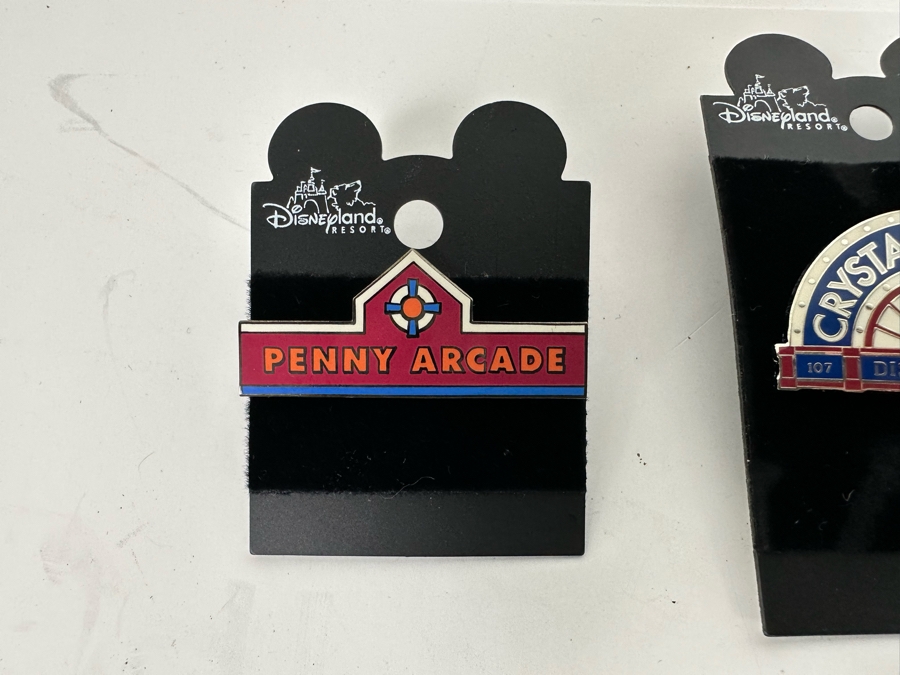 Disneyland®
RESORT®
PENNY ARCADE
Disneyland®
RESORT®
CRYSTA
107
DI